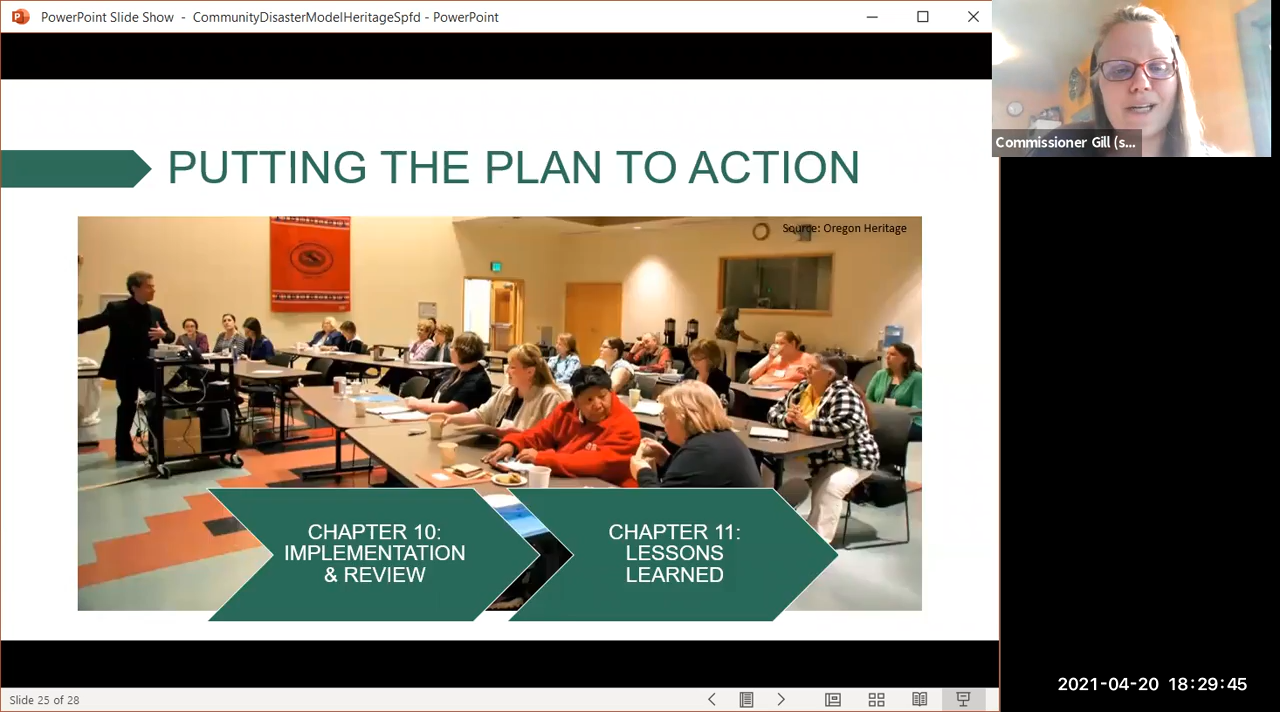 PowerPoint Slide Show - CommunityDisasterModelHeritageSpfd - PowerPoint
Commissioner Gill (s...
PUTTING THE PLAN TO ACTION
Source: Oregon Heritage
CHAPTER 10:
IMPLEMENTATION
& REVIEW
CHAPTER 11:
LESSONS
LEARNED
2021-04-20 18:29:45
Slide 25 of 28